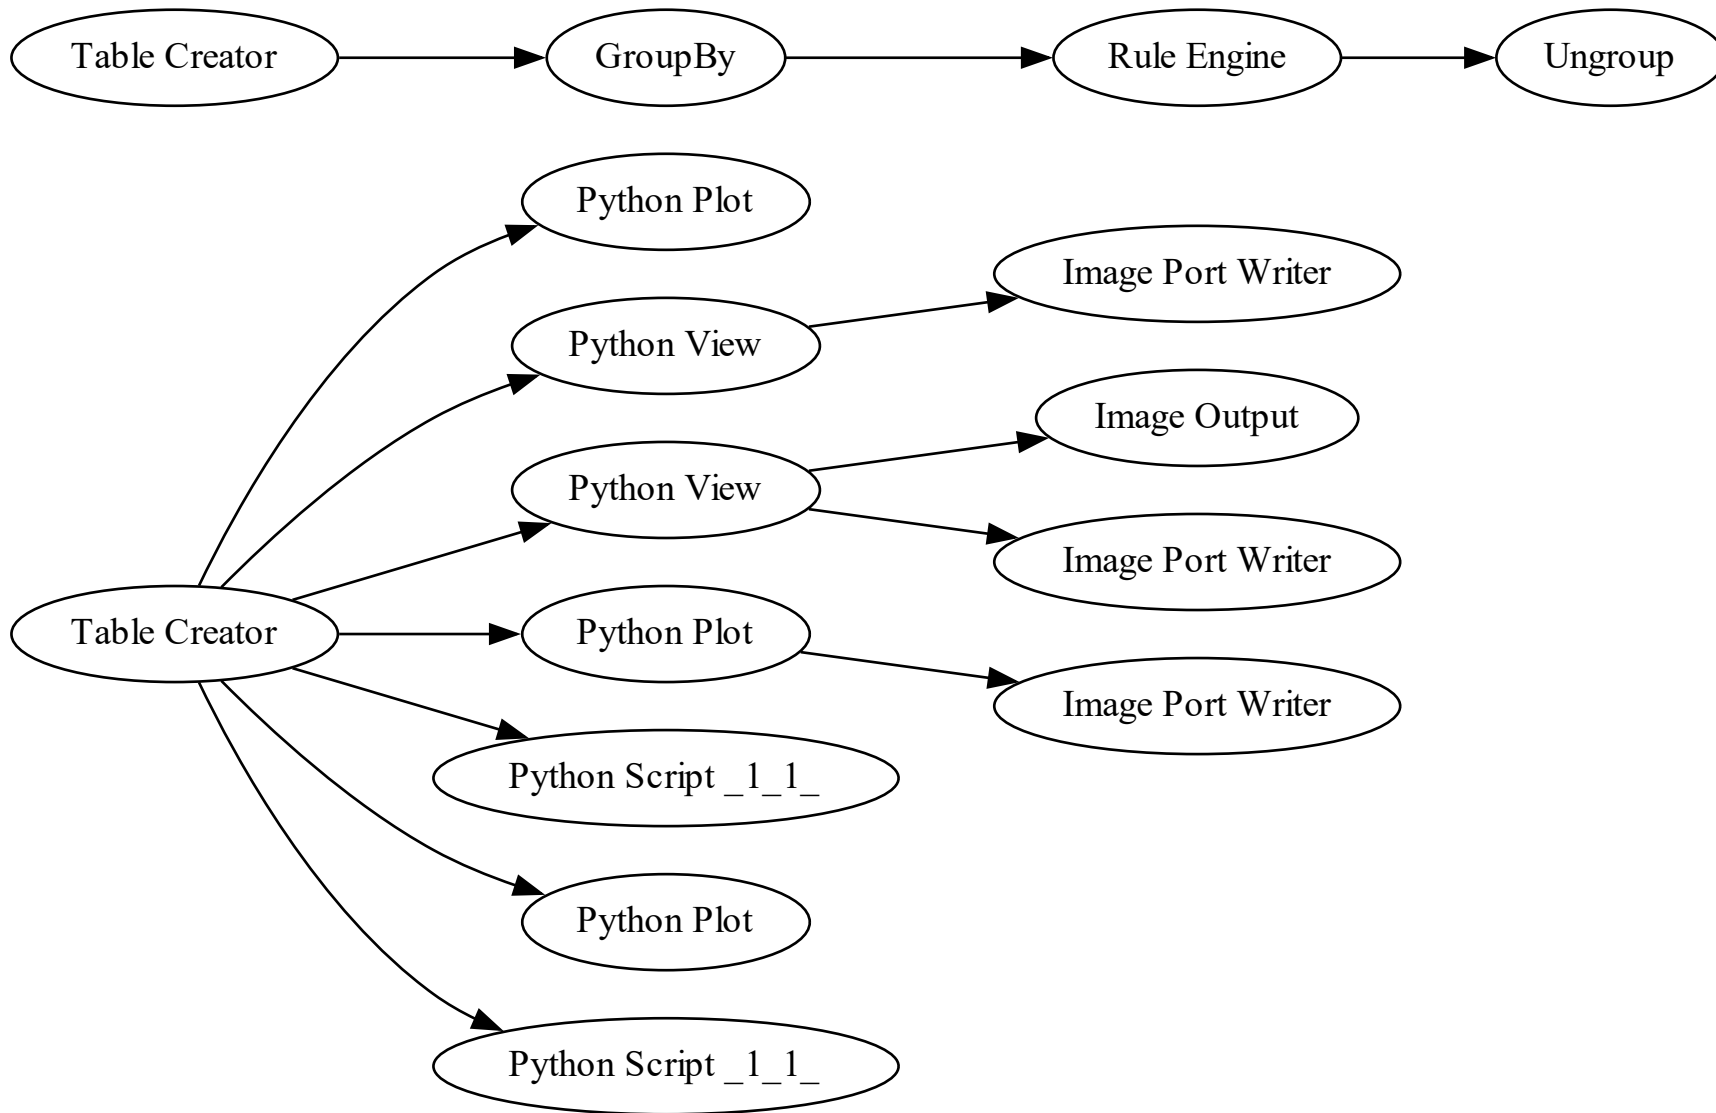 Table Creator
GroupBy
Rule Engine
Ungroup
Python Plot
Image Port Writer
Python View
Image Output
Python View
Image Port Writer
Table Creator
Python Plot
Image Port Writer
Python Script _1_1_
Python Plot
Python Script _1_1_